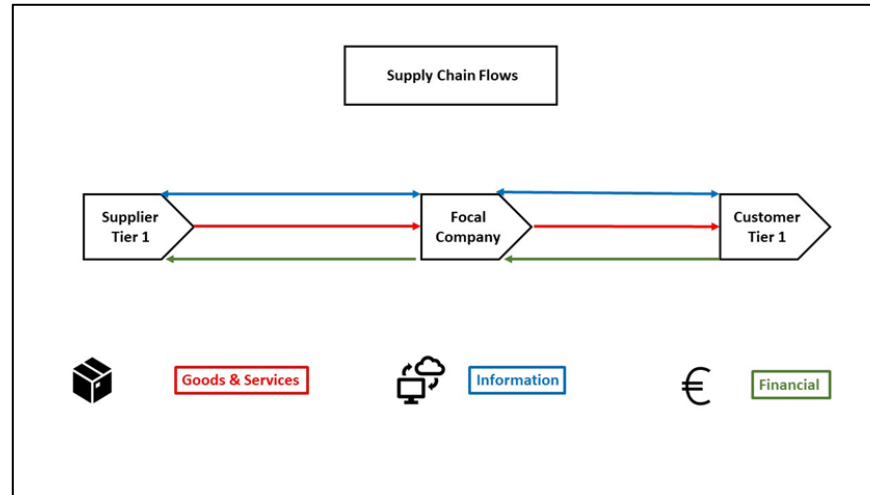 Supply Chain Flows
Supplier
Tier 1
Focal
Company
Customer
Tier 1
Goods & Services
Information
€
Financial